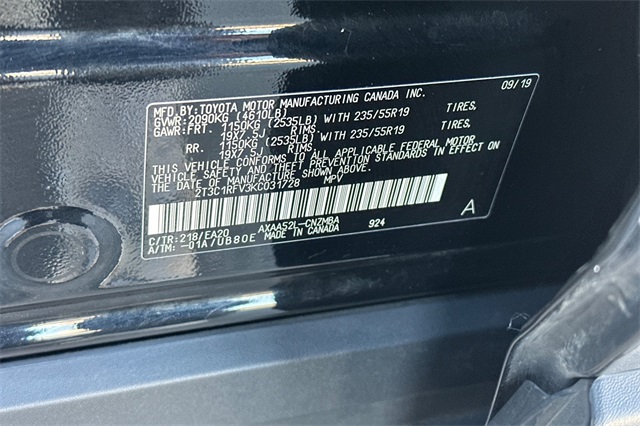 MFD.BY:TOYOTA MOTOR MANUFACTURING CANADA INC. 09/19
GVWR:2090KG (4610LB)
GAWR:FRT. 1150KG (2535LB) WITH 235/55R19 TIRES,
19X7.5J RIMS,
RR. 1150KG (2535LB) WITH 235/55R19 TIRES,
19X7.5J RIMS.
THIS VEHICLE CONFORMS TO ALL APPLICABLE FEDERAL MOTOR
VEHICLE SAFETY AND THEFT PREVENTION STANDARDS IN EFFECT ON
THE DATE OF MANUFACTURE SHOWN ABOVE.
2T3C1RFV3KC031728 MPV
C/TR:218/EA20 AXAA52L-CNZMBA A
A/TM:-01A/UB80E MADE IN CANADA 924